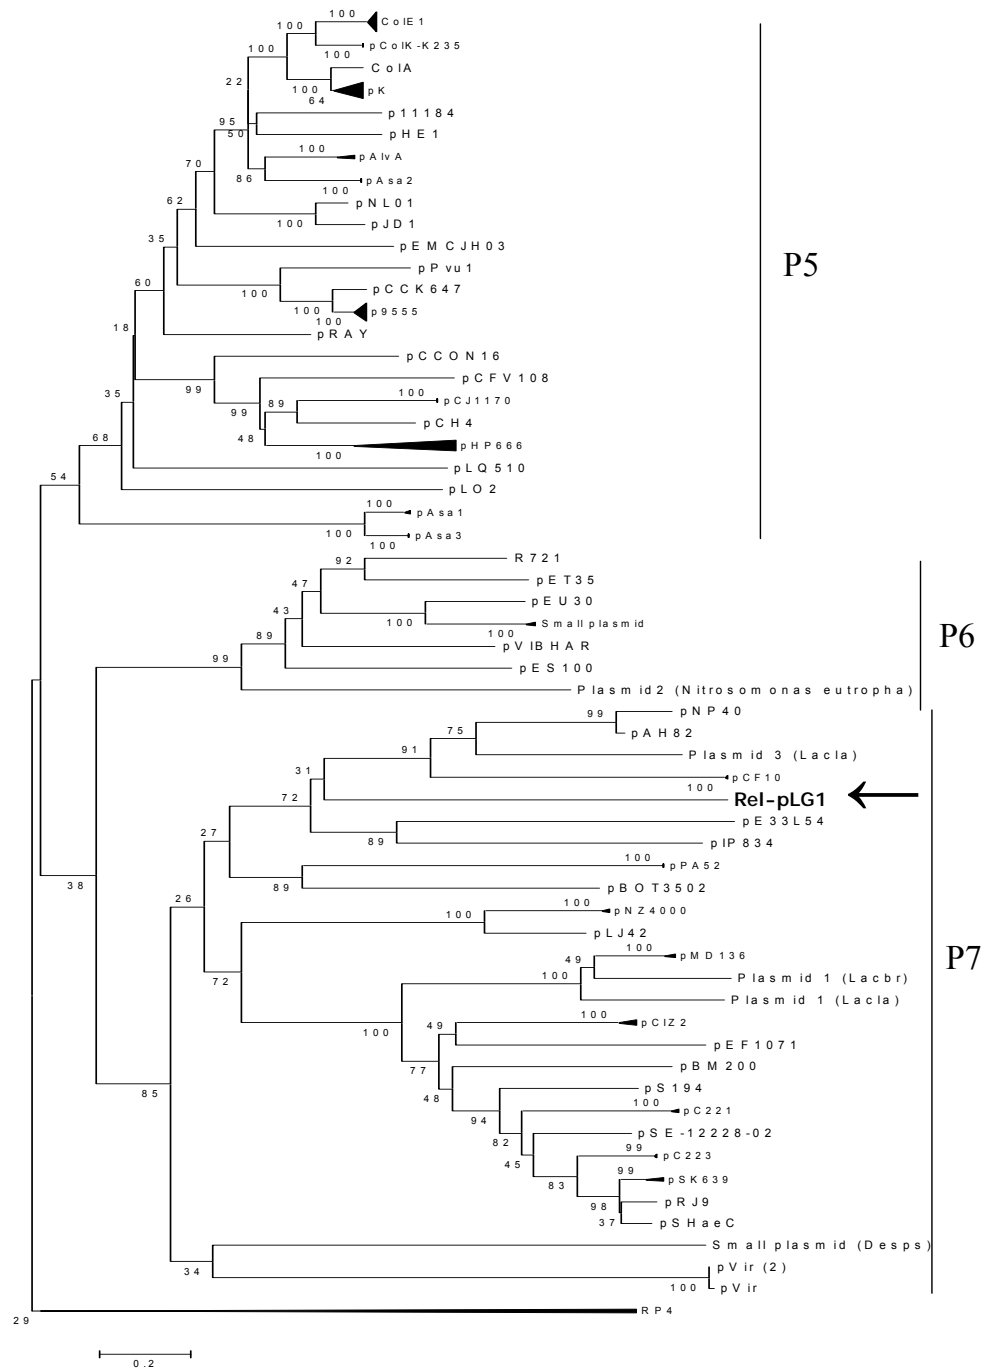 100
ColE1
100
100
pColK-K235
100
ColA
22
100
pK
64
95
p11184
50
pHE1
100
pAlvA
70
86
pAsa2
100
62
pNL01
100
pJD1
35
pEMCJH03
pPvu1
60
100
pCCK647
100
p9555
100
18
pRAY
pCCON16
99
pCFV108
35
89
100
pCJ1170
99
pCH4
68
48
pHP666
100
54
pLQ510
pLO2
100
pAsa1
100
pAsa3
100
P5
92
R721
47
pET35
43
pEU30
100
Smallplasmid
100
89
pVIBHAR
99
pES100
Plasmid2 (Nitrosomonas eutropha)
P6
99
pNP40
75
pAH82
91
Plasmid 3 (Lacla)
31
pCF10
100
72
Rel-pLG1
pE33L54
27
89
pIP834
100
pPA52
89
pBOT3502
38
26
100
pNZ4000
100
pLJ42
100
pMD136
49
72
100
Plasmid 1 (Lacbr)
Plasmid 1 (Lacla)
P7
100
100
pCIZ2
49
pEF1071
77
pBM200
48
pS194
100
94
pC221
82
pSE-12228-02
45
99
pC223
83
99
pSK639
98
pRJ9
37
pSHaeC
85
Smallplasmid (Desps)
34
pVir (2)
100
pVir
29
RP4
0.2